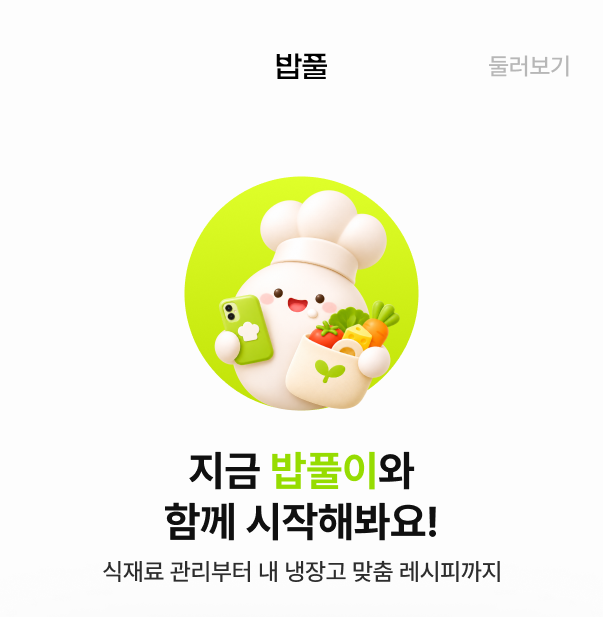 밥풀
둘러보기
지금 밥풀이와
함께 시작해봐요!
식재료 관리부터 내 냉장고 맞춤 레시피까지